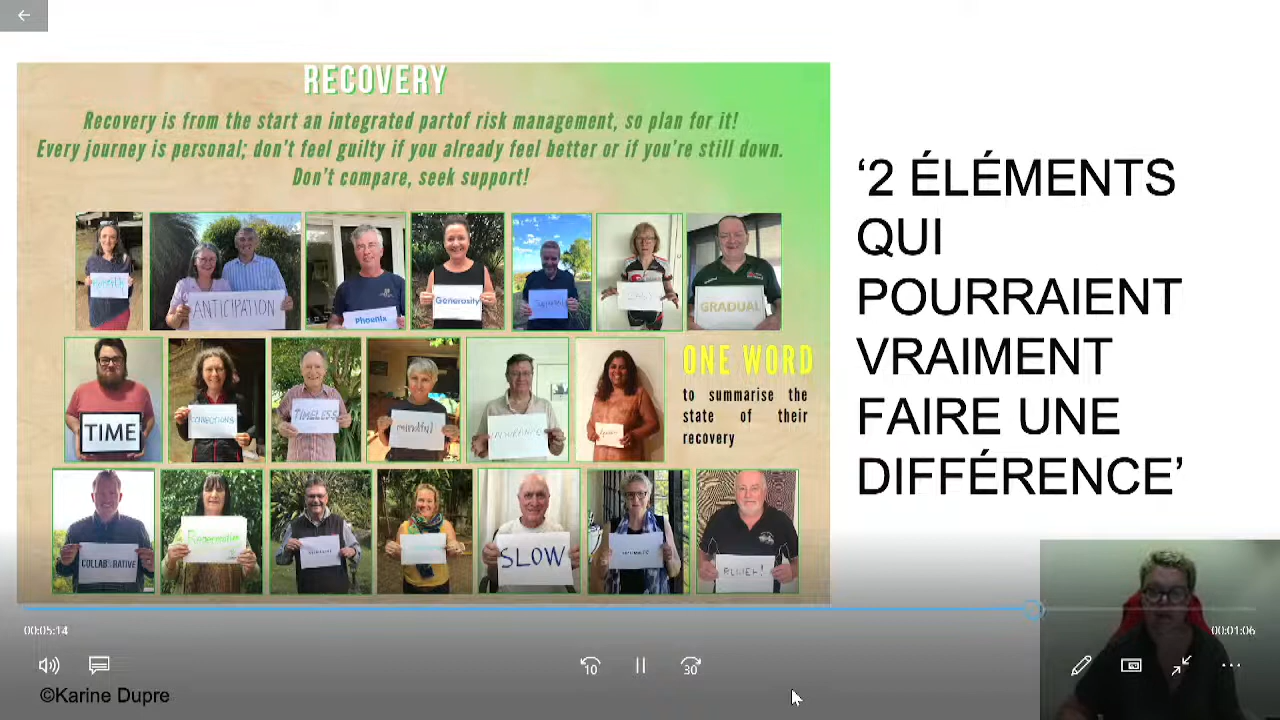 RECOVERY
Recovery is from the start an integrated partof risk management, so plan for it!
Every journey is personal; don't feel guilty if you already feel better or if you're still down.
Don't compare, seek support!
ANTICIPATION
Phoenix
Generosity
GRADUAL
TIME
TIMELESS
mindful
ONE WORD
to summarise the
state of their
recovery
COLLABORATIVE
Regenerative
SLOW
‘2 ÉLÉMENTS
QUI
POURRAIENT
VRAIMENT
FAIRE UNE
DIFFÉRENCE’
00:05:14
00:01:06
10
30
©Karine Dupre